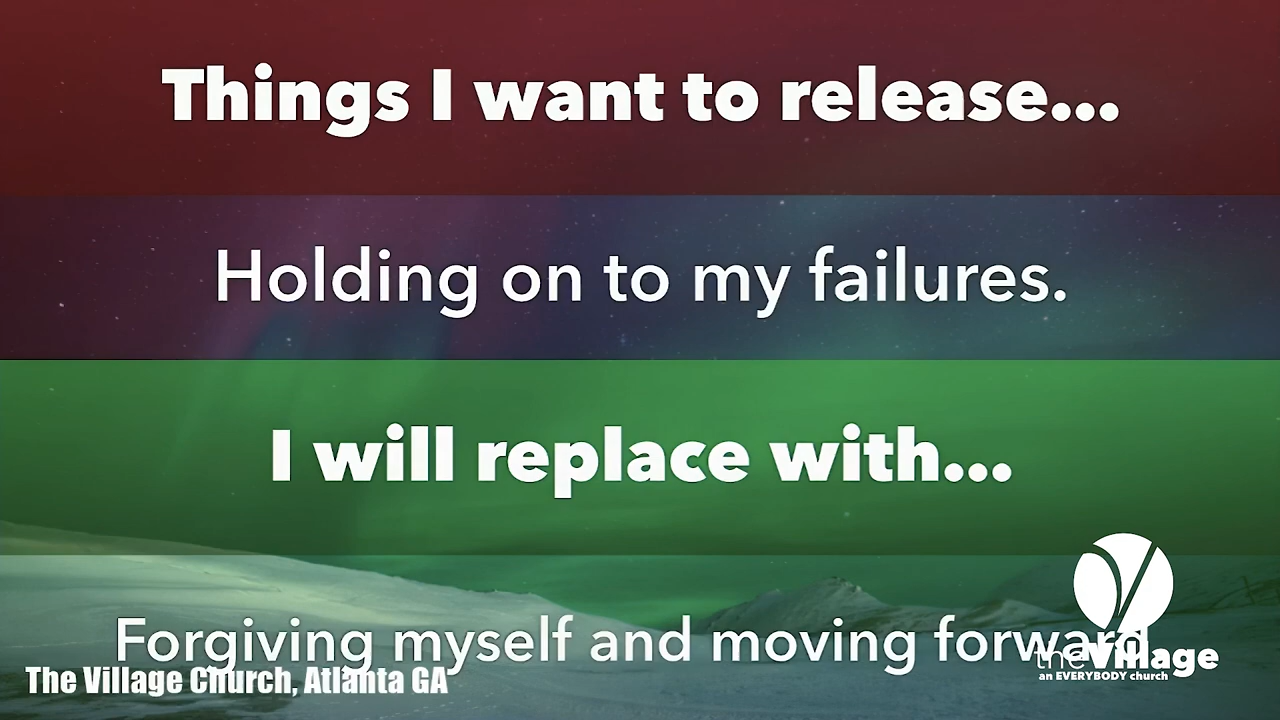 Things I want to release...
Holding on to my failures.
I will replace with...
Forgiving myself and moving forward.
The Village Church, Atlanta GA
the Village
an EVERYBODY church